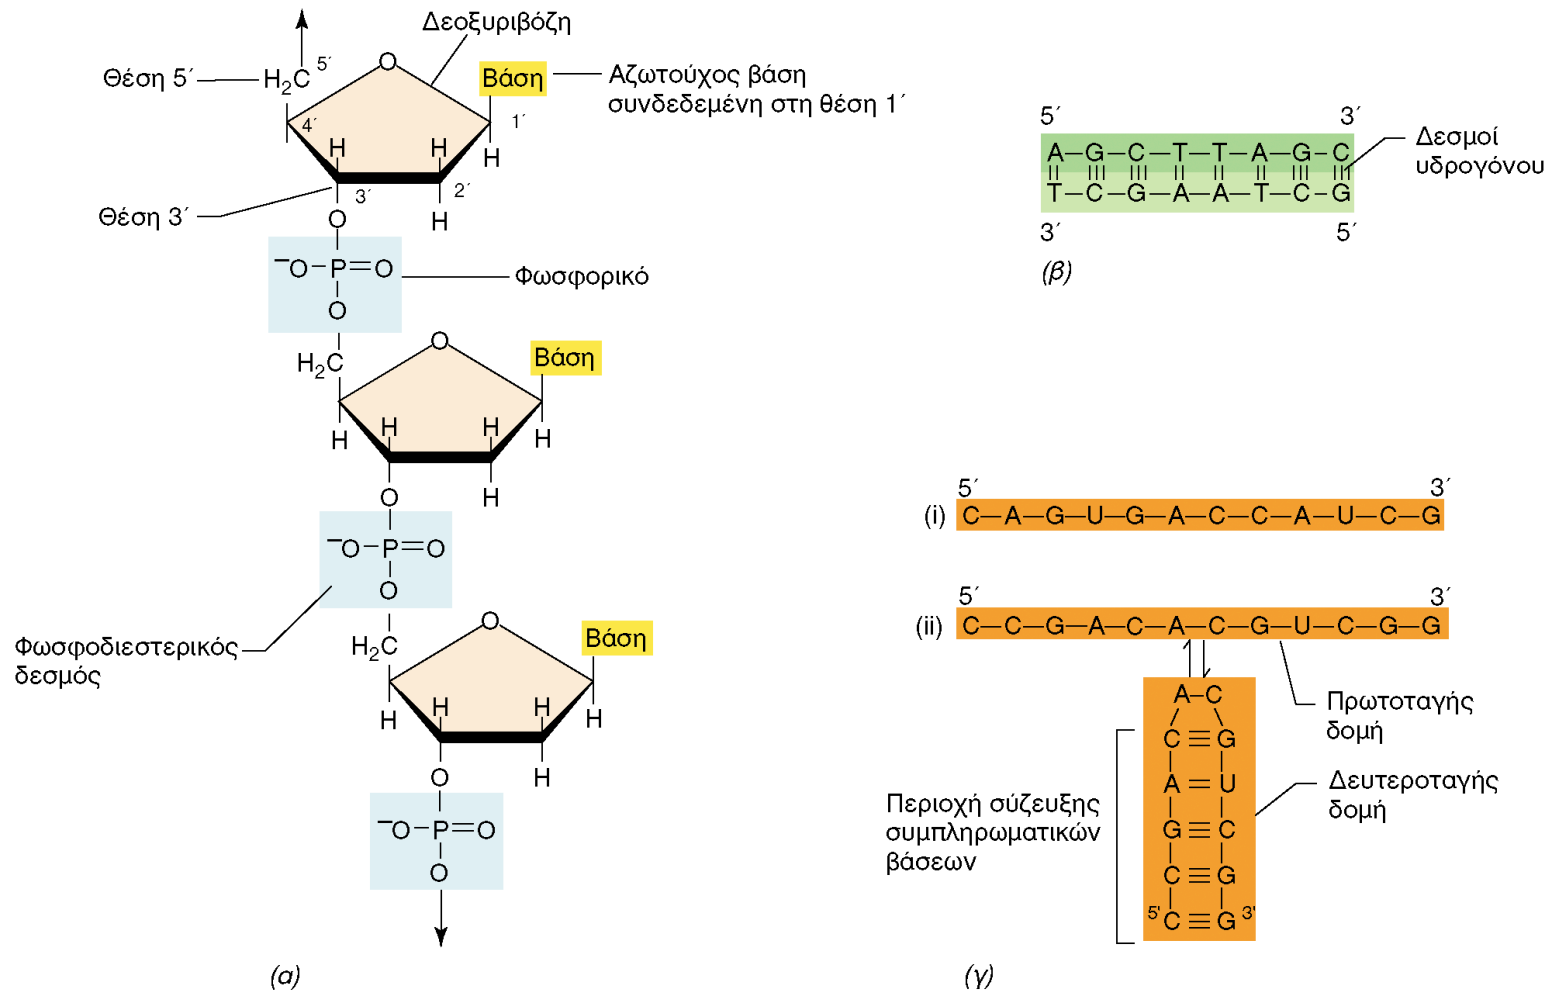 Δεοξυριβόζη
Θέση 5´
H₂C 5´
O
Βάση
Αζωτούχος βάση
συνδεδεμένη στη θέση 1´
4´ H H 1´
H
3´ 2´
Θέση 3´
O H
⁻O–P=O
Φωσφορικό
O
H₂C
O
Βάση
H H H H
O H
⁻O–P=O
O
Φωσφοδιεστερικός
δεσμός
H₂C
O
Βάση
H H H H
O H
⁻O–P=O
O
(α)
5´ 3´
A–G–C–T–T–A–G–C
T–C–G–A–A–T–C–G
3´ 5´
Δεσμοί
υδρογόνου
(β)
5´ 3´
(i) C–A–G–U–G–A–C–C–A–U–C–G
5´ 3´
(ii) C–C–G–A–C–A–C–G–U–C–G–G
A–C
C≡G
A=U
G≡C
C≡G
5' C≡G 3'
Πρωτοταγής
δομή
Δευτεροταγής
δομή
Περιοχή σύζευξης
συμπληρωματικών
βάσεων
(γ)